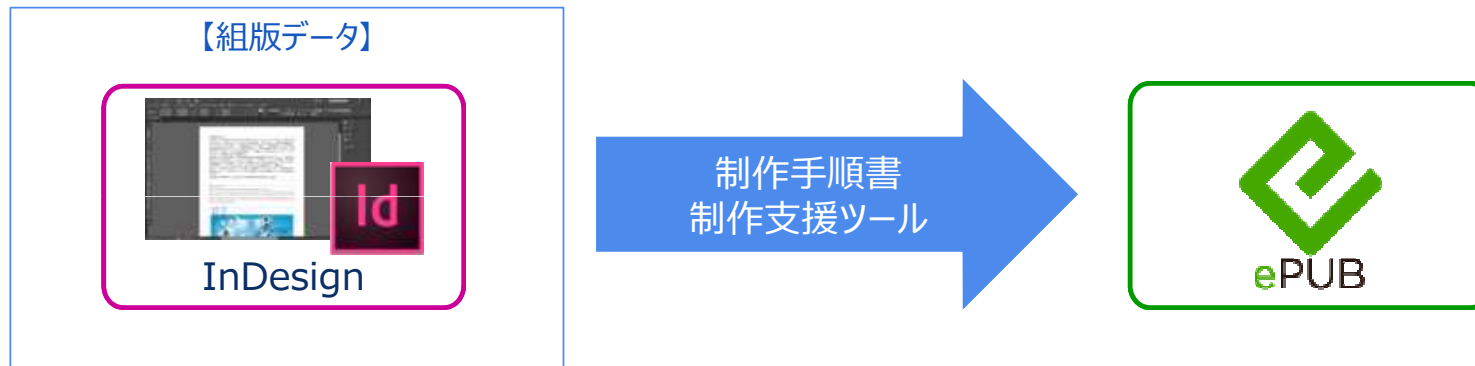 【組版データ】
Id
InDesign
制作手順書
制作支援ツール
ePUB